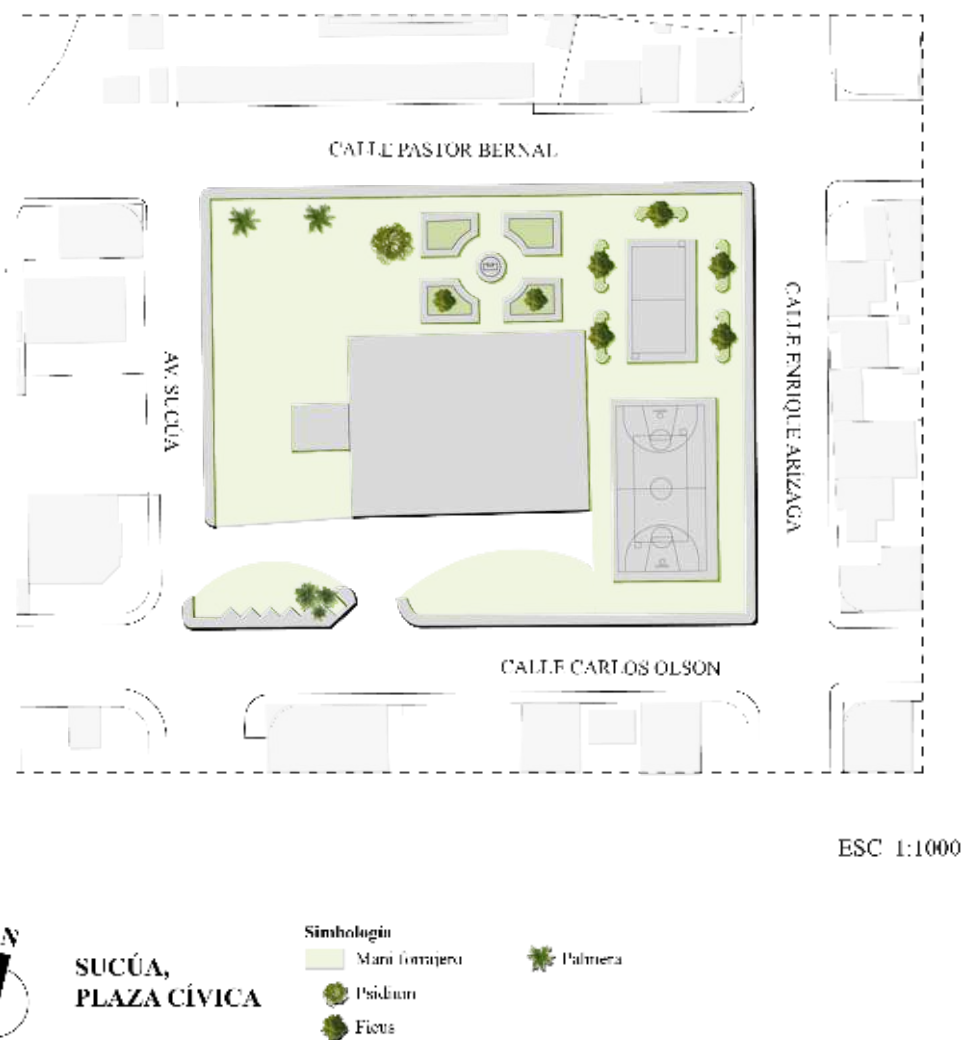 CALLE PASTOR BERNAL
CALLE ENRIQUE ARÍZAGA
AV. SUCÚA
CALLE CARLOS OLSON
ESC 1:1000
N
SUCÚA,
PLAZA CÍVICA
Simbología
Maní forrajero
Palmera
Psidium
Ficus